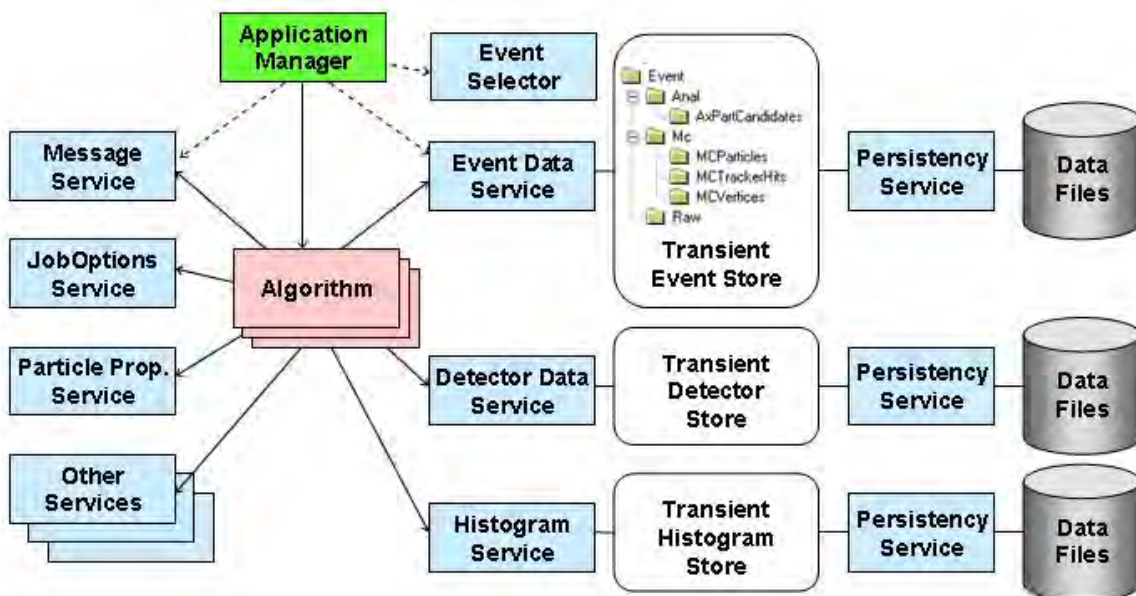 Application
Manager
Event
Selector
Message
Service
Event Data
Service
Event
Anal
AxPartCandidates
Mc
MCParticles
MCTrackerHits
MCVertices
Raw
Transient
Event Store
Persistency
Service
Data
Files
JobOptions
Service
Algorithm
Particle Prop.
Service
Detector Data
Service
Transient
Detector
Store
Persistency
Service
Data
Files
Other
Services
Histogram
Service
Transient
Histogram
Store
Persistency
Service
Data
Files